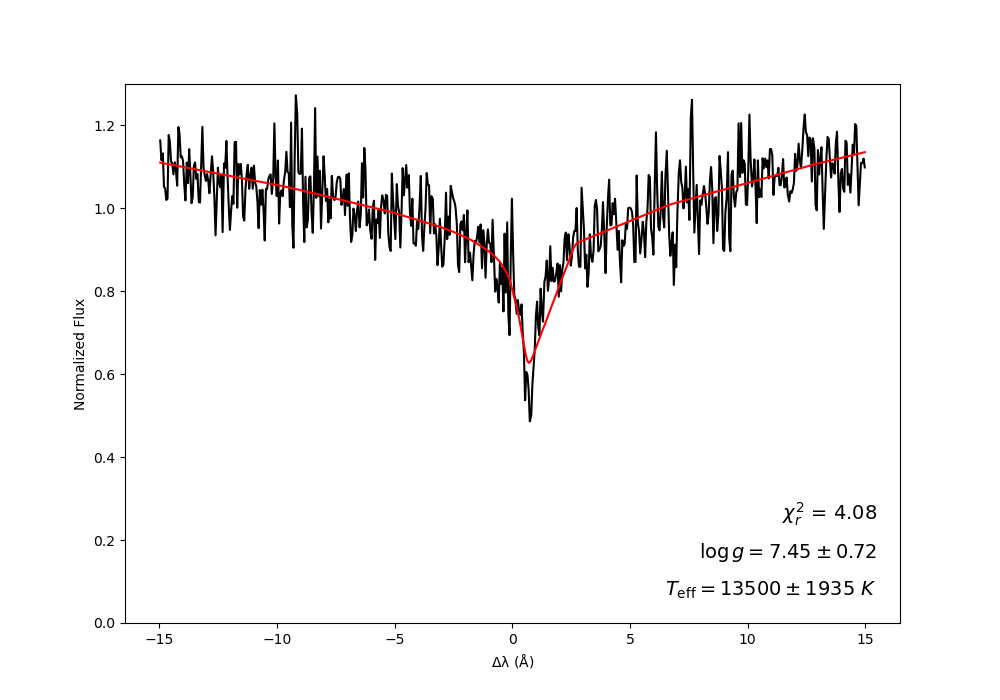 1.2
1.0
0.8
0.6
0.4
0.2
0.0
Normalized Flux
χ²ᵣ = 4.08
log g = 7.45 ± 0.72
T_eff = 13500 ± 1935 K
−15 −10 −5 0 5 10 15
Δλ (Å)